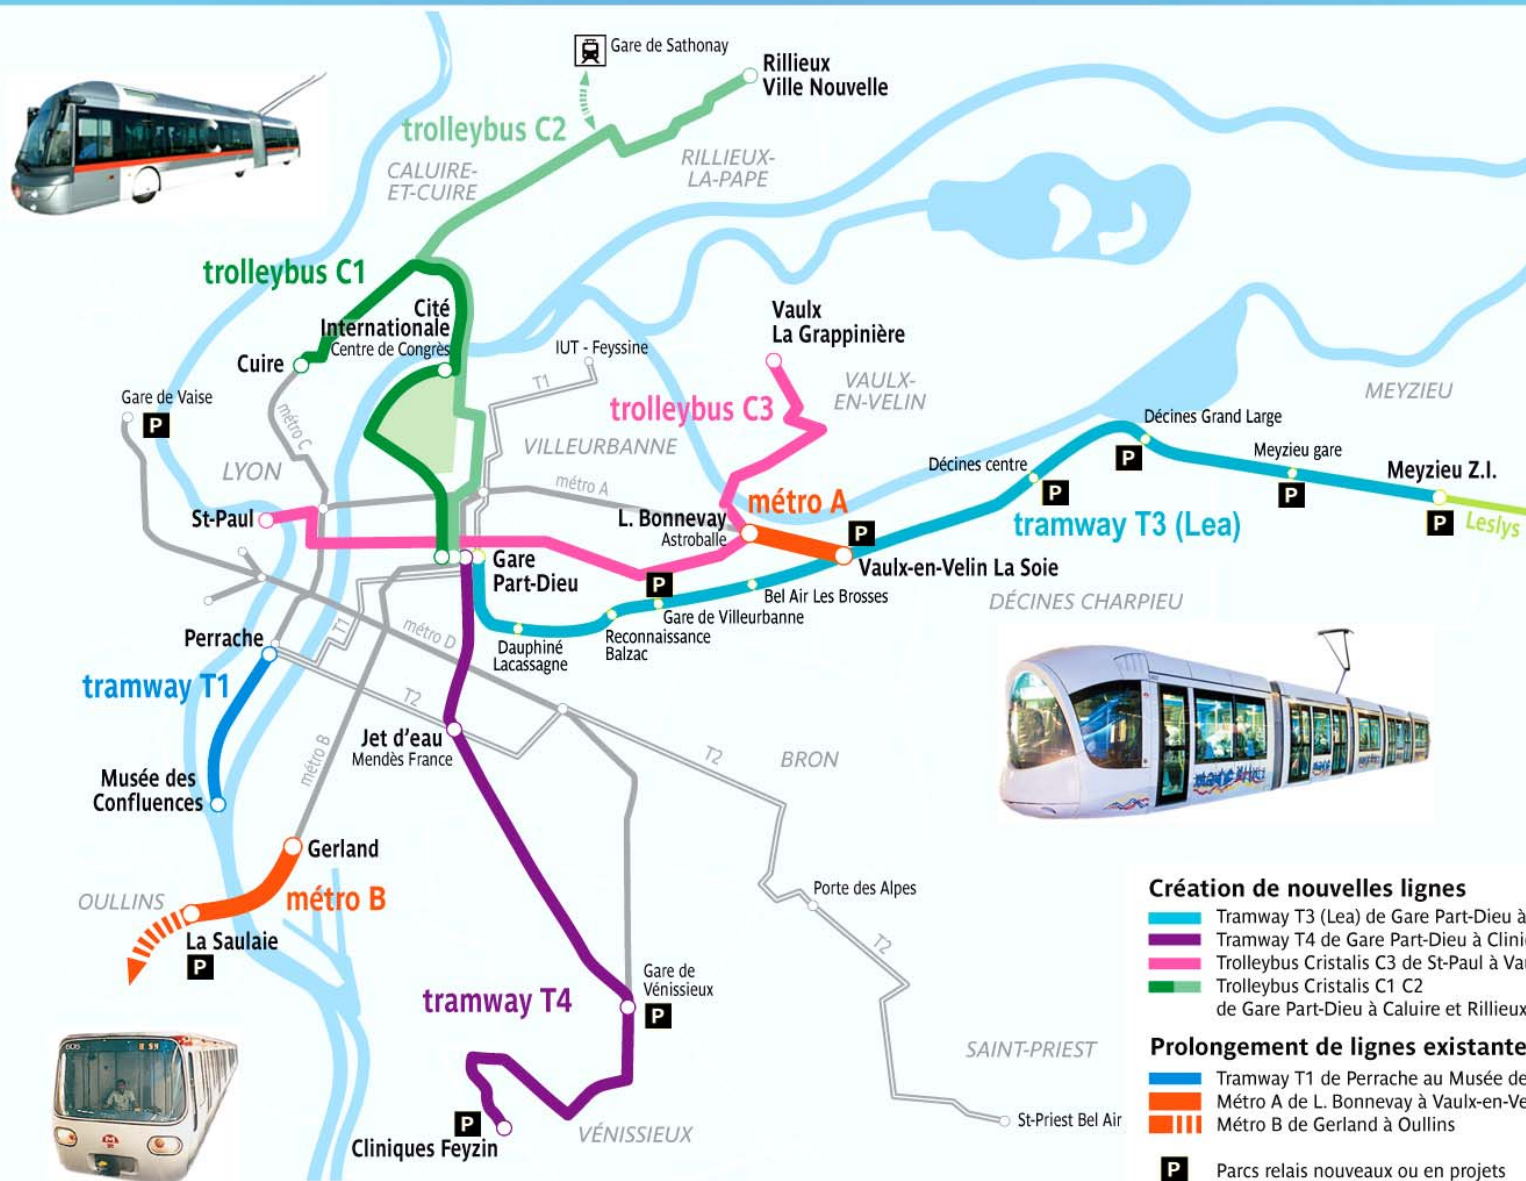 Gare de Sathonay
Rillieux
Ville Nouvelle
trolleybus C2
CALUIRE-
ET-CUIRE
RILLIEUX-
LA-PAPE
trolleybus C1
Cité
Internationale
Centre de Congrès
Cuire
IUT - Feyssine
Vaulx
La Grappinière
T1
trolleybus C3
VAULX-
EN-VELIN
MEYZIEU
Gare de Vaise
P
métro C
VILLEURBANNE
Décines Grand Large
P
Meyzieu gare
P
Décines centre
P
Meyzieu Z.I.
P
Leslys
LYON
métro A
métro A
St-Paul
L. Bonnevay
Astroballe
P
tramway T3 (Lea)
Gare
Part-Dieu
Vaulx-en-Velin La Soie
P
Bel Air Les Brosses
Gare de Villeurbanne
DÉCINES CHARPIEU
Reconnaissance
Balzac
Dauphiné
Lacassagne
Perrache
T1
métro D
tramway T1
T2
Jet d'eau
Mendès France
métro B
T2
BRON
Musée des
Confluences
Gerland
OULLINS
métro B
La Saulaie
P
Porte des Alpes
T2
Gare de
Vénissieux
P
tramway T4
SAINT-PRIEST
St-Priest Bel Air
P
Cliniques Feyzin
VÉNISSIEUX
Création de nouvelles lignes
Tramway T3 (Lea) de Gare Part-Dieu à
Tramway T4 de Gare Part-Dieu à Clini
Trolleybus Cristalis C3 de St-Paul à Vau
Trolleybus Cristalis C1 C2
de Gare Part-Dieu à Caluire et Rillieux
Prolongement de lignes existante
Tramway T1 de Perrache au Musée de
Métro A de L. Bonnevay à Vaulx-en-Ve
Métro B de Gerland à Oullins
P Parcs relais nouveaux ou en projets